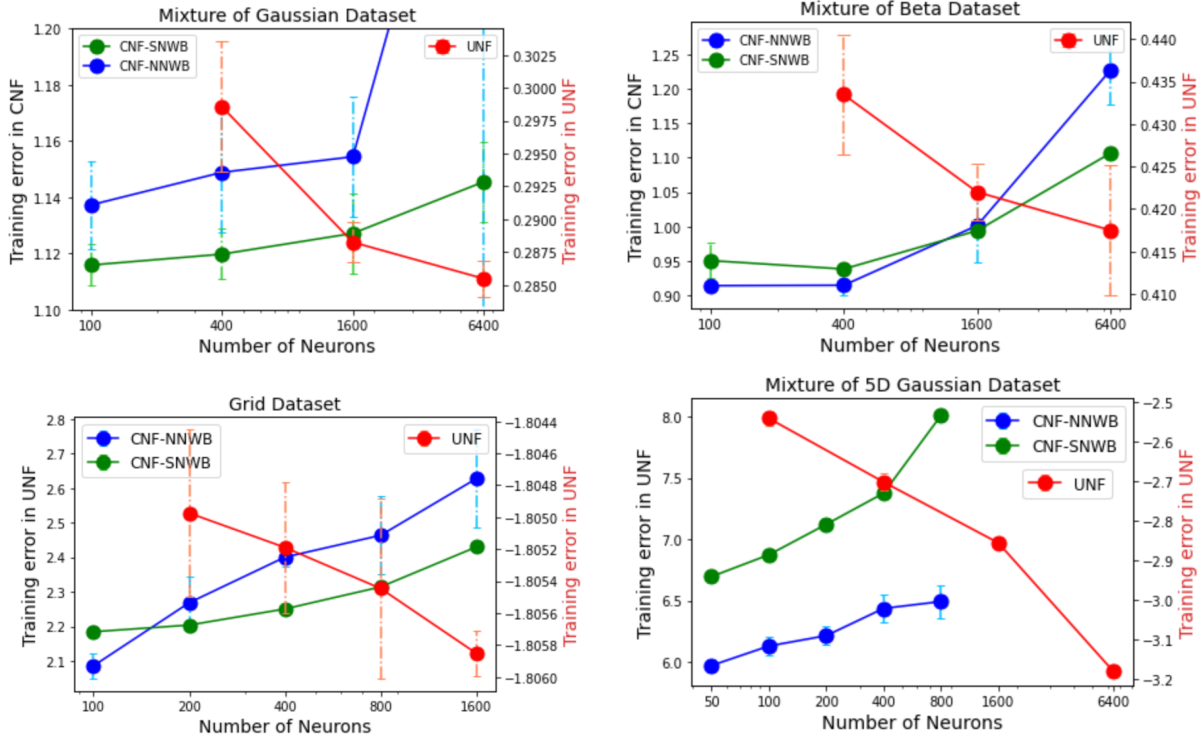 Mixture of Gaussian Dataset
CNF-SNWB
CNF-NNWB
UNF
Training error in CNF
1.20
1.18
1.16
1.14
1.12
1.10
0.3025
0.3000
0.2975
0.2950
0.2925
0.2900
0.2875
0.2850
Training error in UNF
100 400 1600 6400
Number of Neurons
Mixture of Beta Dataset
CNF-NNWB
CNF-SNWB
UNF
Training error in CNF
1.25
1.20
1.15
1.10
1.05
1.00
0.95
0.90
0.440
0.435
0.430
0.425
0.420
0.415
0.410
Training error in UNF
100 400 1600 6400
Number of Neurons
Grid Dataset
CNF-NNWB
CNF-SNWB
UNF
Training error in UNF
2.8
2.7
2.6
2.5
2.4
2.3
2.2
2.1
−1.8044
−1.8046
−1.8048
−1.8050
−1.8052
−1.8054
−1.8056
−1.8058
−1.8060
Training error in UNF
100 200 400 800 1600
Number of Neurons
Mixture of 5D Gaussian Dataset
CNF-NNWB
CNF-SNWB
UNF
Training error in UNF
8.0
7.5
7.0
6.5
6.0
−2.5
−2.6
−2.7
−2.8
−2.9
−3.0
−3.1
−3.2
Training error in UNF
50 100 200 400 800 1600 6400
Number of Neurons